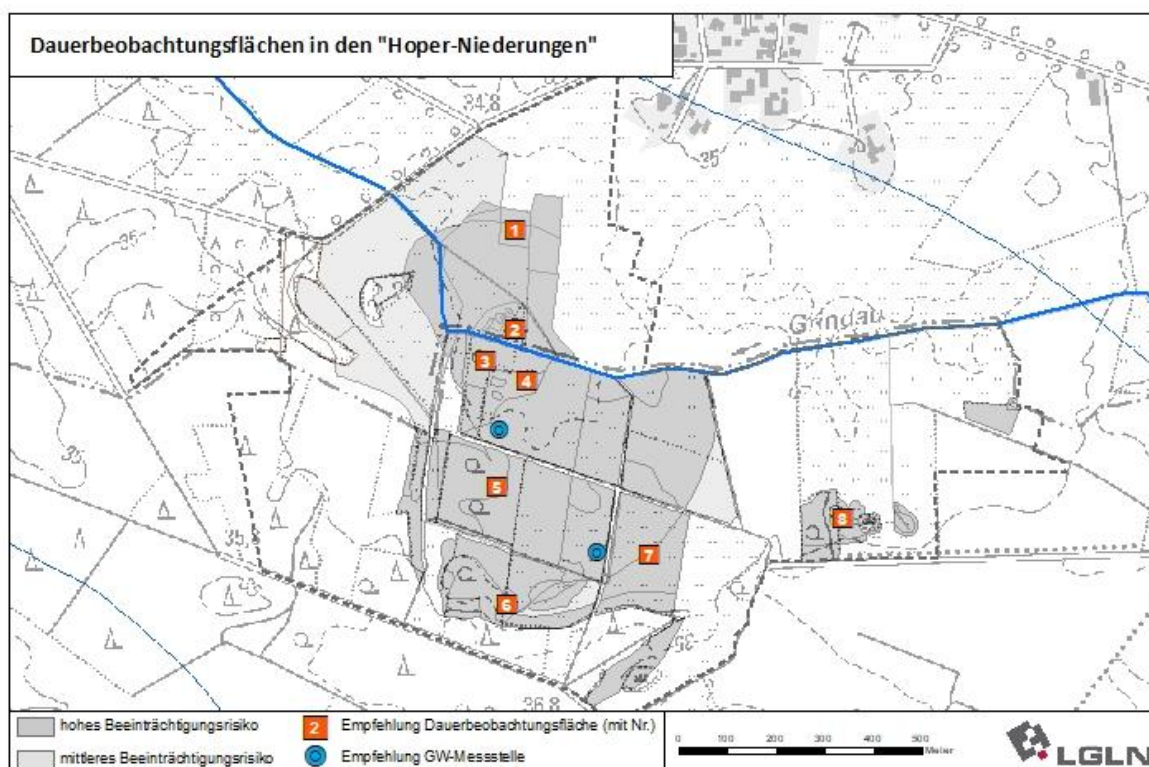 Dauerbeobachtungsflächen in den "Hoper-Niederungen"
34.8
35
35
1
2
Grindau
3
4
5
8
35
7
6
35
36.8
hohes Beeinträchtigungsrisiko
2 Empfehlung Dauerbeobachtungsfläche (mit Nr.)
mittleres Beeinträchtigungsrisiko
Empfehlung GW-Messstelle
0 100 200 300 400 500
Meter
LGLN